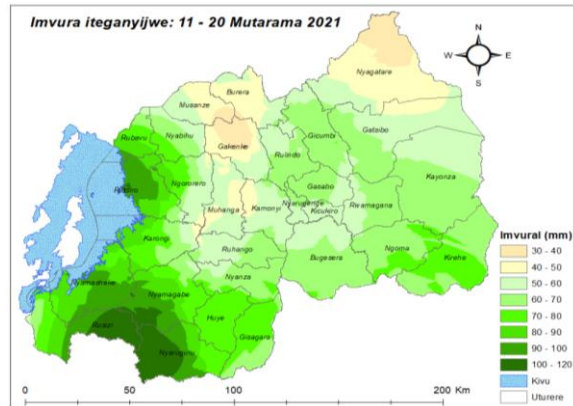 Imvura iteganyijwe: 11 - 20 Mutarama 2021
N
W
E
S
Nyagatare
Burera
Musanze
Gatsibo
Rubavu
Nyabihu
Gakenke
Gicumbi
Rulindo
Kayonza
Rutsiro
Ngororero
Gasabo
Muhanga
Kamonyi
Nyarugenge
Kicukiro
Rwamagana
Karongi
Ruhango
Bugesera
Ngoma
Kirehe
Nyanza
Nyamasheke
Nyamagabe
Huye
Gisagara
Rusizi
Nyaruguru
Imvural (mm)
30 - 40
40 - 50
50 - 60
60 - 70
70 - 80
80 - 90
90 - 100
100 - 120
Kivu
Uturere
0 50 100 200 Km